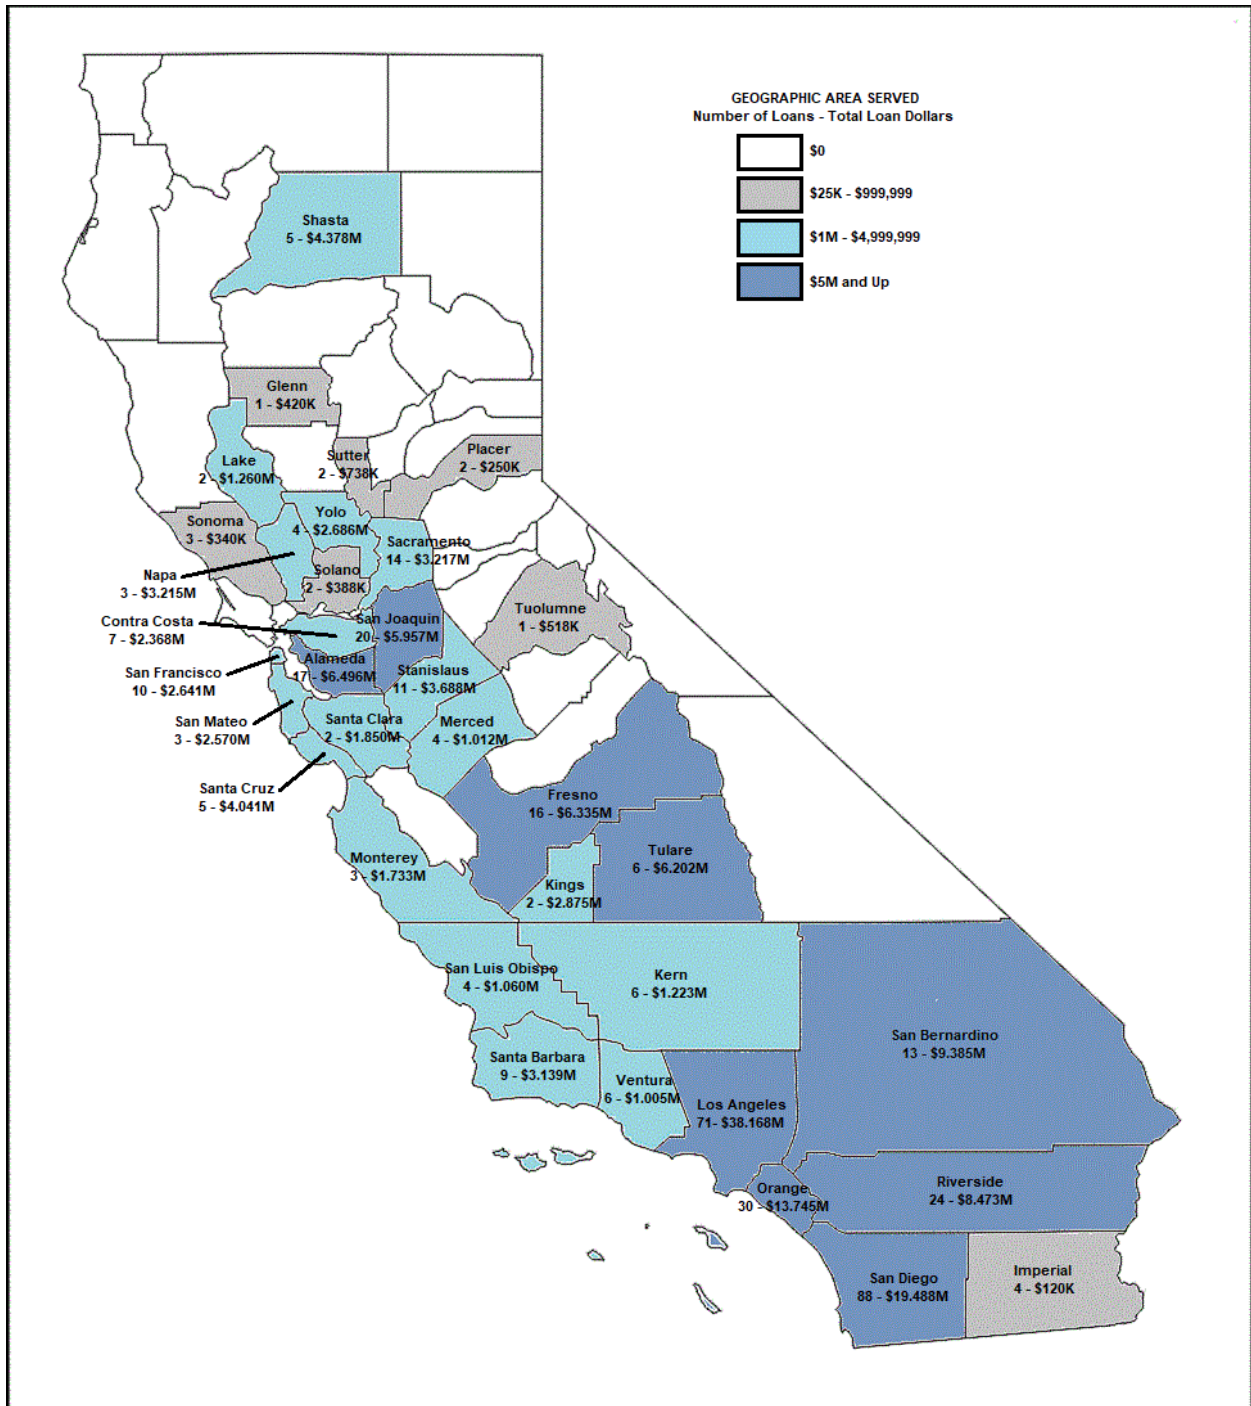 GEOGRAPHIC AREA SERVED
Number of Loans - Total Loan Dollars
$0
$25K - $999,999
$1M - $4,999,999
$5M and Up
Shasta
5 - $4.378M
Glenn
1 - $420K
Sutter
2 - $738K
Placer
2 - $250K
Lake
2 - $1.260M
Yolo
4 - $2.686M
Sonoma
3 - $340K
Sacramento
14 - $3.217M
Napa
3 - $3.215M
Solano
2 - $388K
Tuolumne
1 - $518K
Contra Costa
7 - $2.368M
San Joaquin
20 - $5.957M
Alameda
17 - $6.496M
San Francisco
10 - $2.641M
Stanislaus
11 - $3.688M
San Mateo
3 - $2.570M
Santa Clara
2 - $1.850M
Merced
4 - $1.012M
Santa Cruz
5 - $4.041M
Fresno
16 - $6.335M
Monterey
3 - $1.733M
Tulare
6 - $6.202M
Kings
2 - $2.875M
San Luis Obispo
4 - $1.060M
Kern
6 - $1.223M
San Bernardino
13 - $9.385M
Santa Barbara
9 - $3.139M
Ventura
6 - $1.005M
Los Angeles
71- $38.168M
Orange
30 - $13.745M
Riverside
24 - $8.473M
San Diego
88 - $19.488M
Imperial
4 - $120K